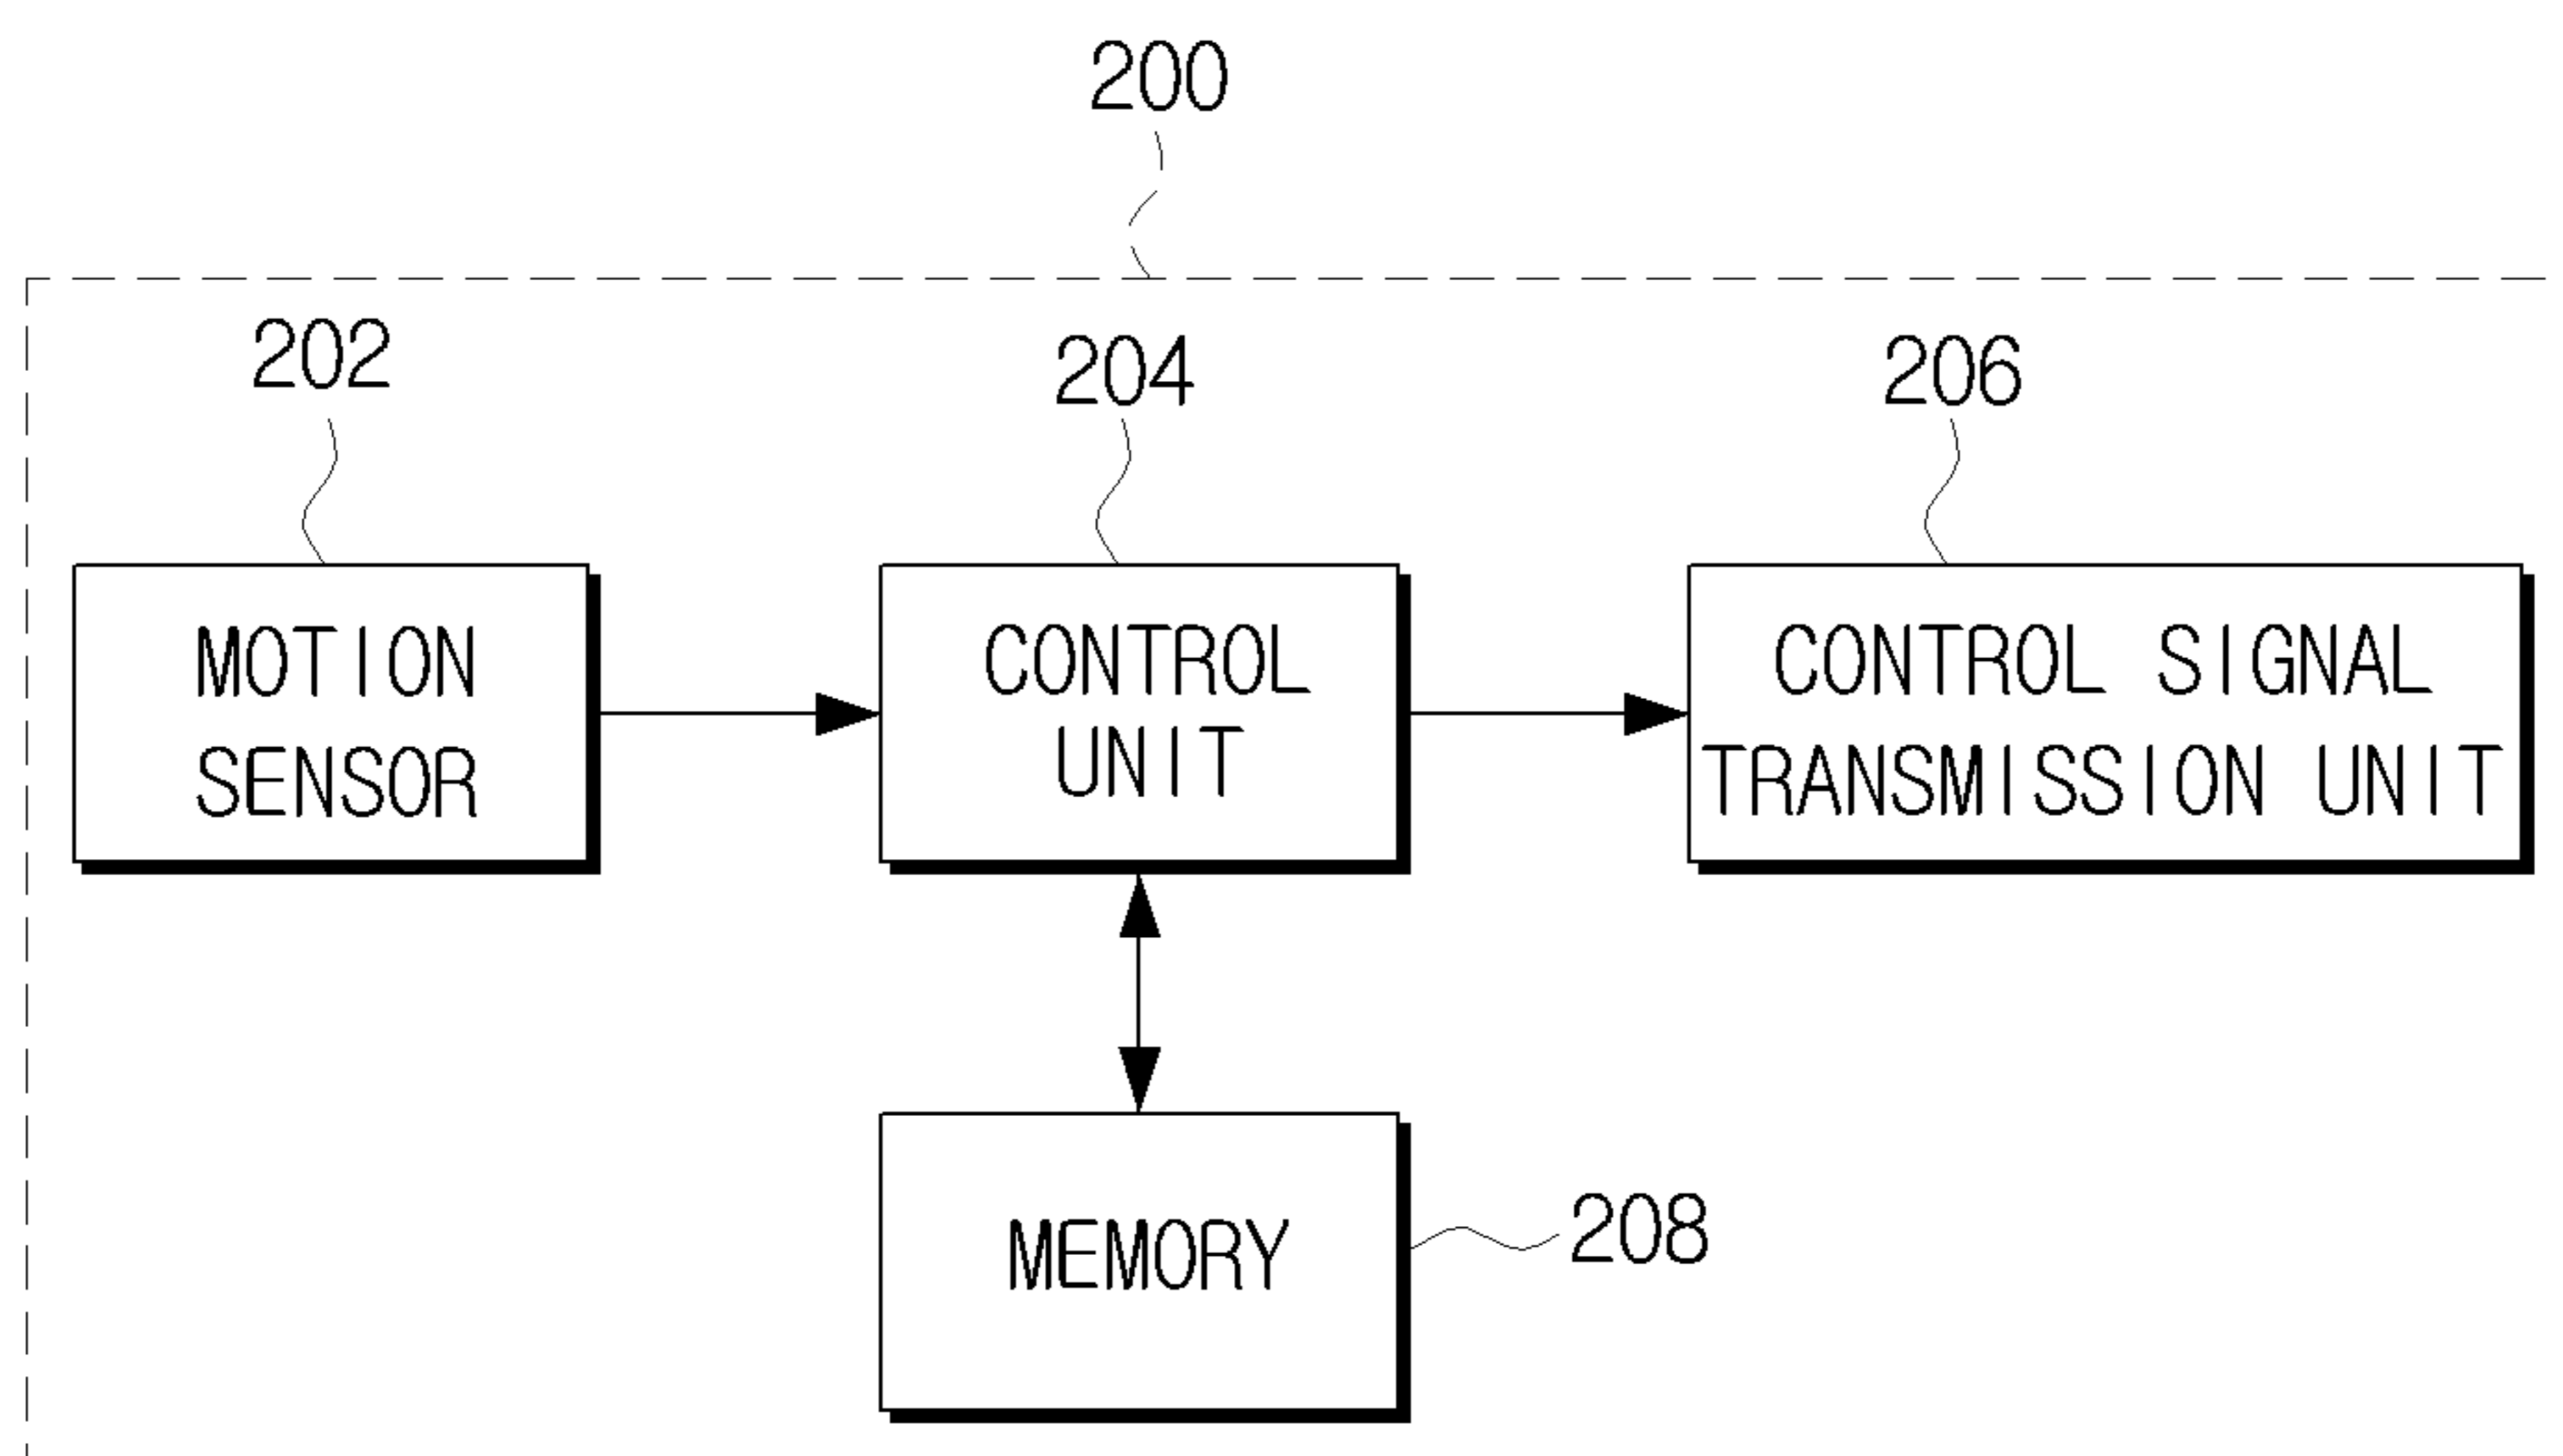 200
202
204
206
MOTION
SENSOR
CONTROL
UNIT
CONTROL SIGNAL
TRANSMISSION UNIT
MEMORY
208